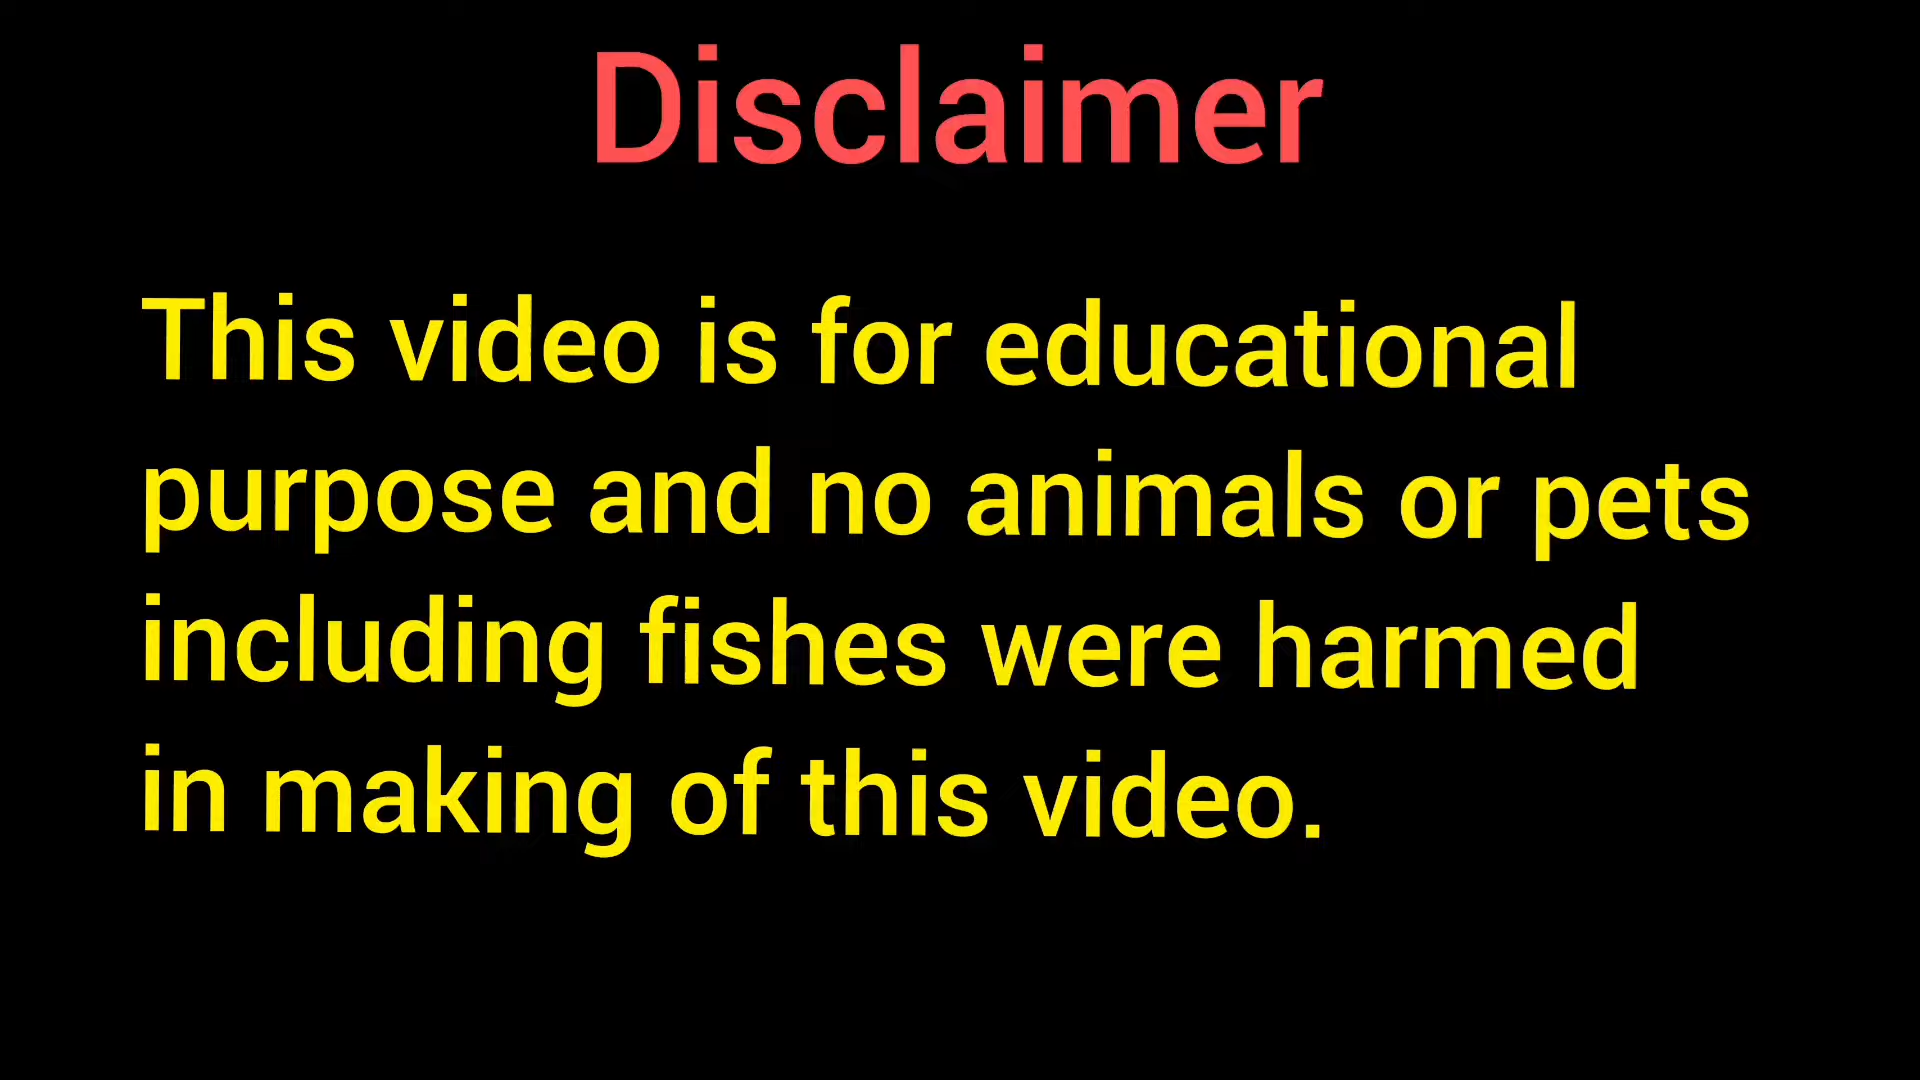 Disclaimer
This video is for educational
purpose and no animals or pets
including fishes were harmed
in making of this video.